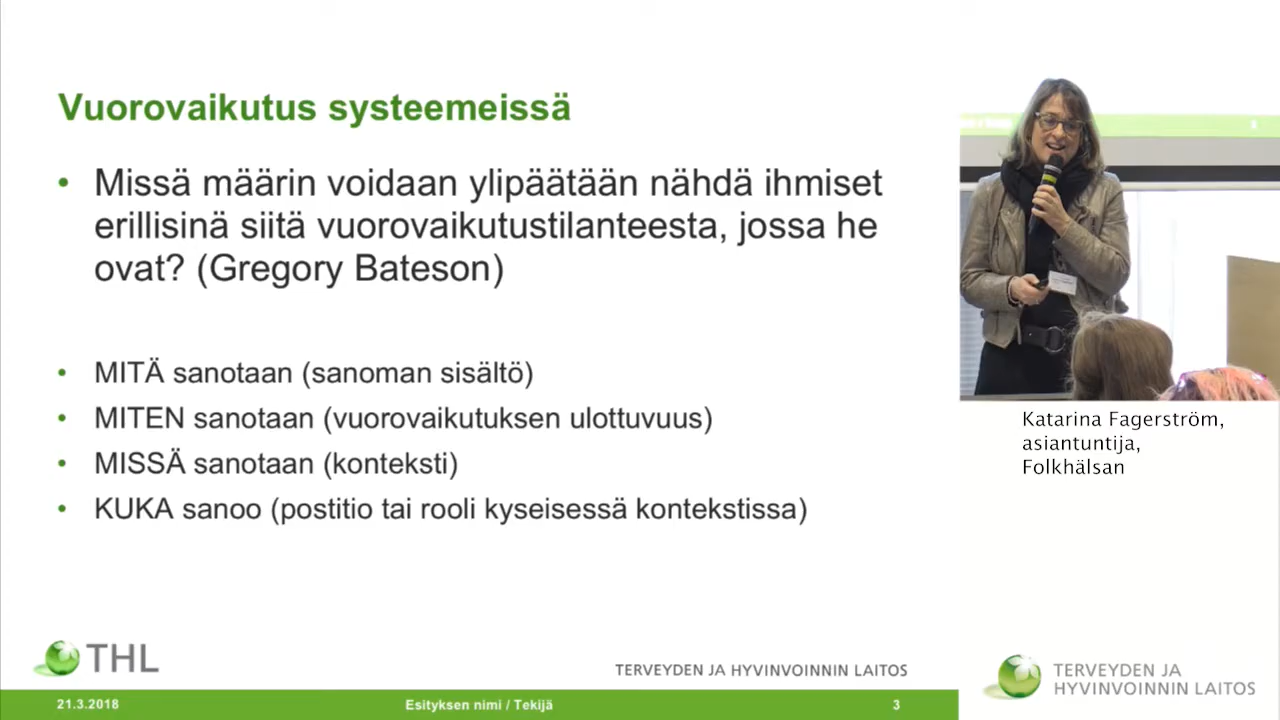 Vuorovaikutus systeemeissä
• Missä määrin voidaan ylipäätään nähdä ihmiset
erillisinä siitä vuorovaikutustilanteesta, jossa he
ovat? (Gregory Bateson)
• MITÄ sanotaan (sanoman sisältö)
• MITEN sanotaan (vuorovaikutuksen ulottuvuus)
• MISSÄ sanotaan (konteksti)
• KUKA sanoo (postitio tai rooli kyseisessä kontekstissa)
Katarina Fagerström,
asiantuntija,
Folkhälsan
THL
TERVEYDEN JA HYVINVOINNIN LAITOS
21.3.2018
Esityksen nimi / Tekijä
3
TERVEYDEN JA
HYVINVOINNIN LAITOS